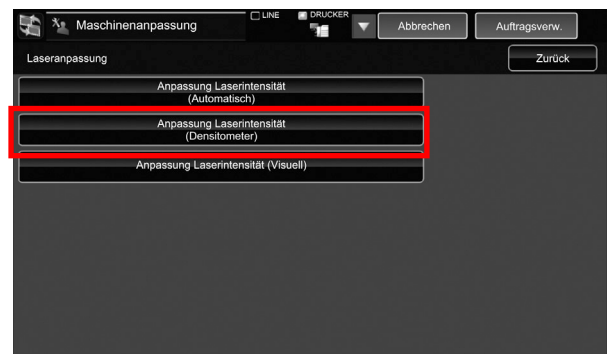 Maschinenanpassung
LINE
DRUCKER
Abbrechen
Auftragsverw.
Laseranpassung
Zurück
Anpassung Laserintensität
(Automatisch)
Anpassung Laserintensität
(Densitometer)
Anpassung Laserintensität (Visuell)